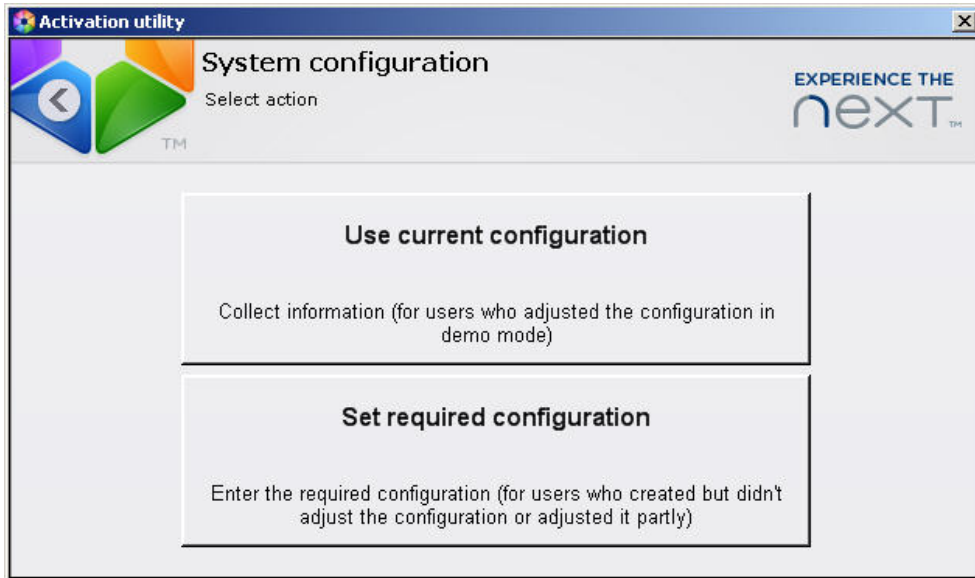 Activation utility
System configuration
Select action
TM
EXPERIENCE THE
next™
Use current configuration
Collect information (for users who adjusted the configuration in
demo mode)
Set required configuration
Enter the required configuration (for users who created but didn't
adjust the configuration or adjusted it partly)